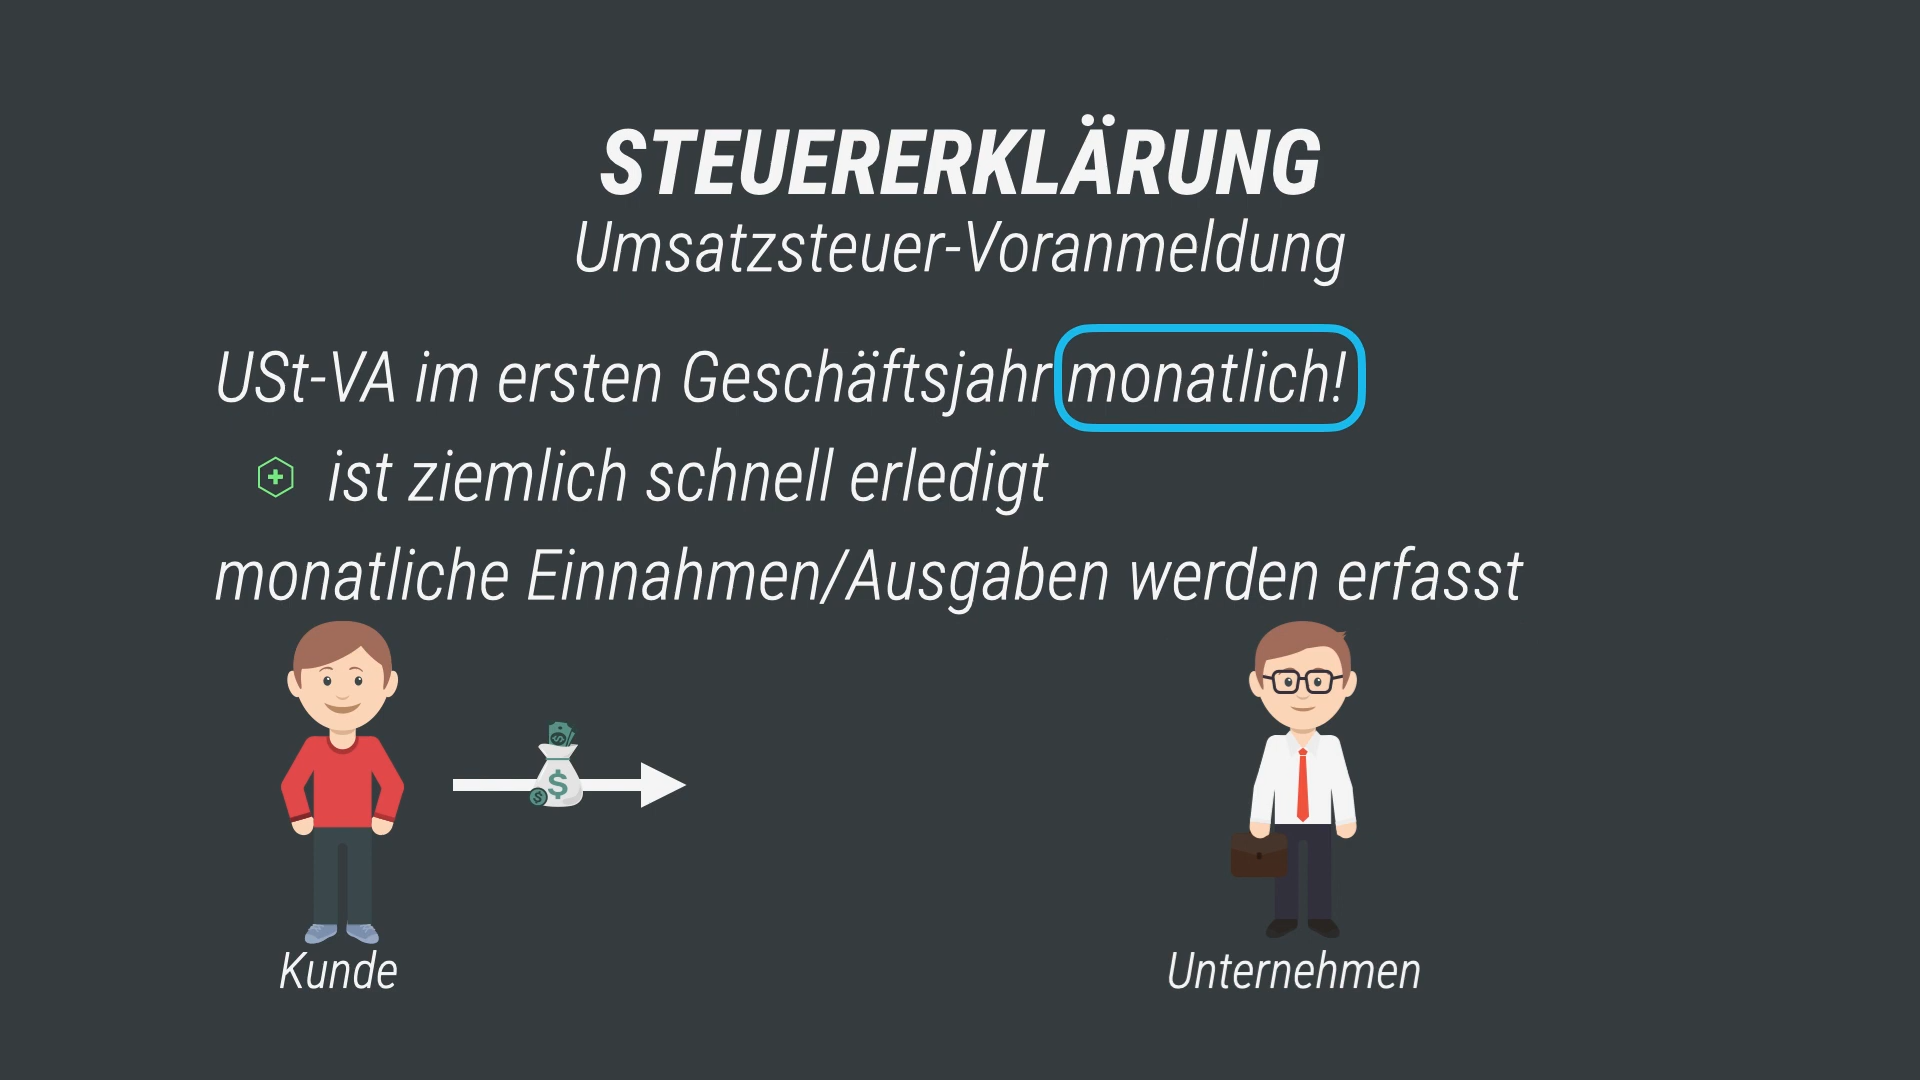 STEUERERKLÄRUNG
Umsatzsteuer-Voranmeldung
USt-VA im ersten Geschäftsjahr monatlich!
ist ziemlich schnell erledigt
monatliche Einnahmen/Ausgaben werden erfasst
$
$
$
Kunde
Unternehmen